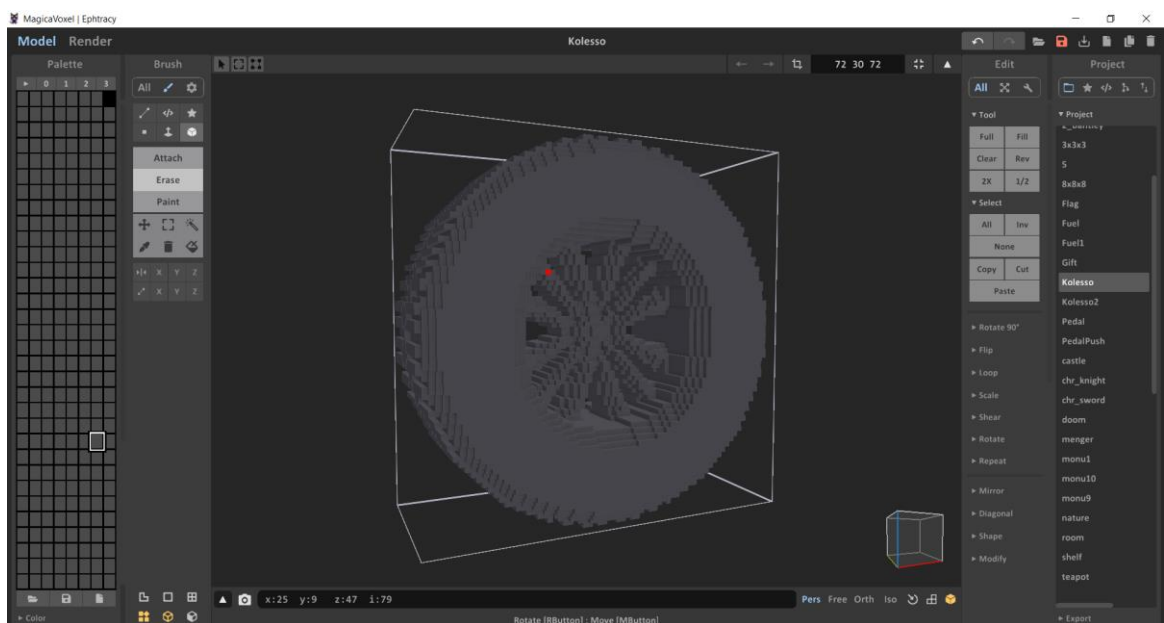 MagicaVoxel | Ephtracy
Model Render
Kolesso
Palette
0 1 2 3
Color
Brush
All
Attach
Erase
Paint
X Y Z
X Y Z
72 30 72
x:25 y:9 z:47 i:79
Pers Free Orth Iso
Rotate [RButton] : Move [MButton]
Edit
All
Tool
Full Fill
Clear Rev
2X 1/2
Select
All Inv
None
Copy Cut
Paste
Rotate 90°
Flip
Loop
Scale
Shear
Rotate
Repeat
Mirror
Diagonal
Shape
Modify
Project
Project
3x3x3
5
8x8x8
Flag
Fuel
Fuel1
Gift
Kolesso
Kolesso2
Pedal
PedalPush
castle
chr_knight
chr_sword
doom
menger
monu1
monu10
monu9
nature
room
shelf
teapot
Export